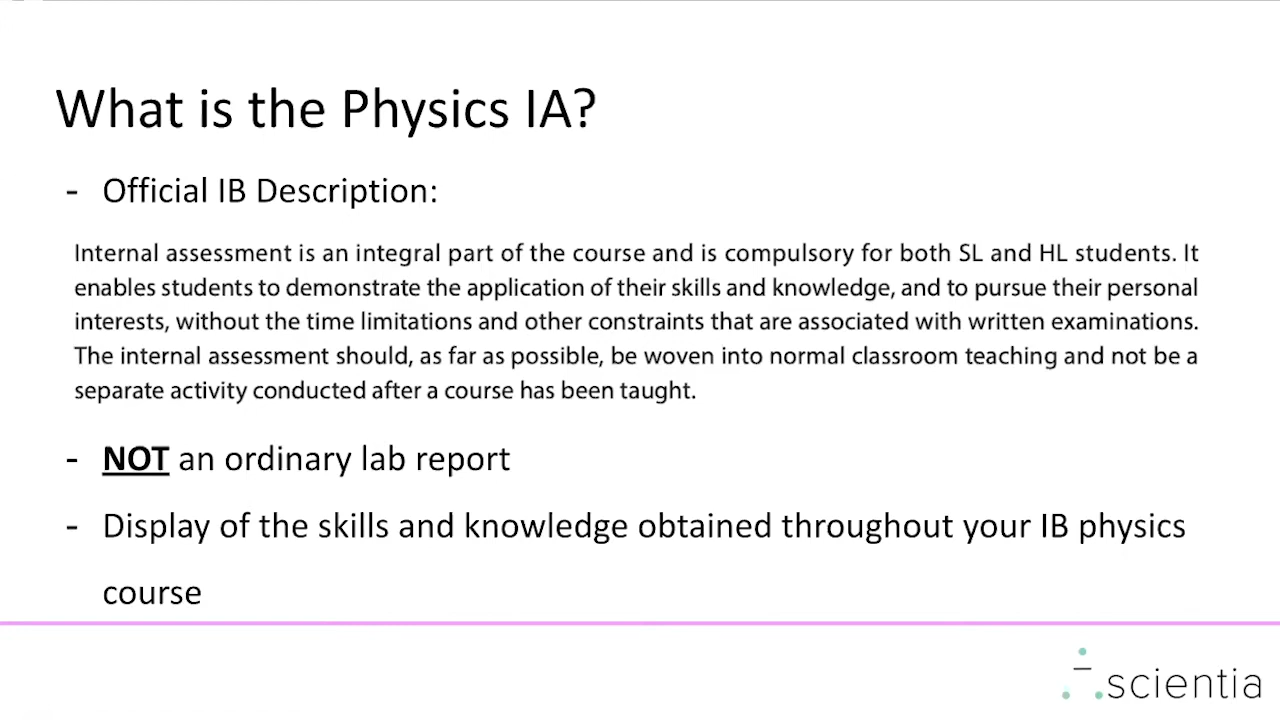 What is the Physics IA?
- Official IB Description:
Internal assessment is an integral part of the course and is compulsory for both SL and HL students. It
enables students to demonstrate the application of their skills and knowledge, and to pursue their personal
interests, without the time limitations and other constraints that are associated with written examinations.
The internal assessment should, as far as possible, be woven into normal classroom teaching and not be a
separate activity conducted after a course has been taught.
- NOT an ordinary lab report
- Display of the skills and knowledge obtained throughout your IB physics
course
scientia